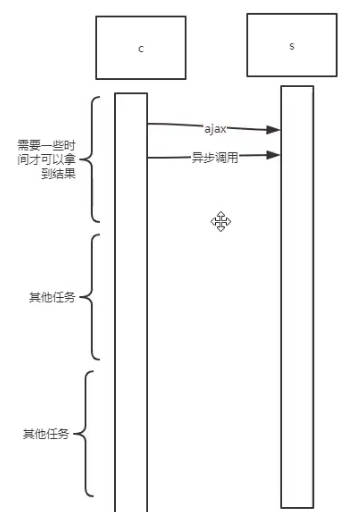 c
s
ajax
需要一些时
间才可以拿
到结果
异步调用
其他任务
其他任务